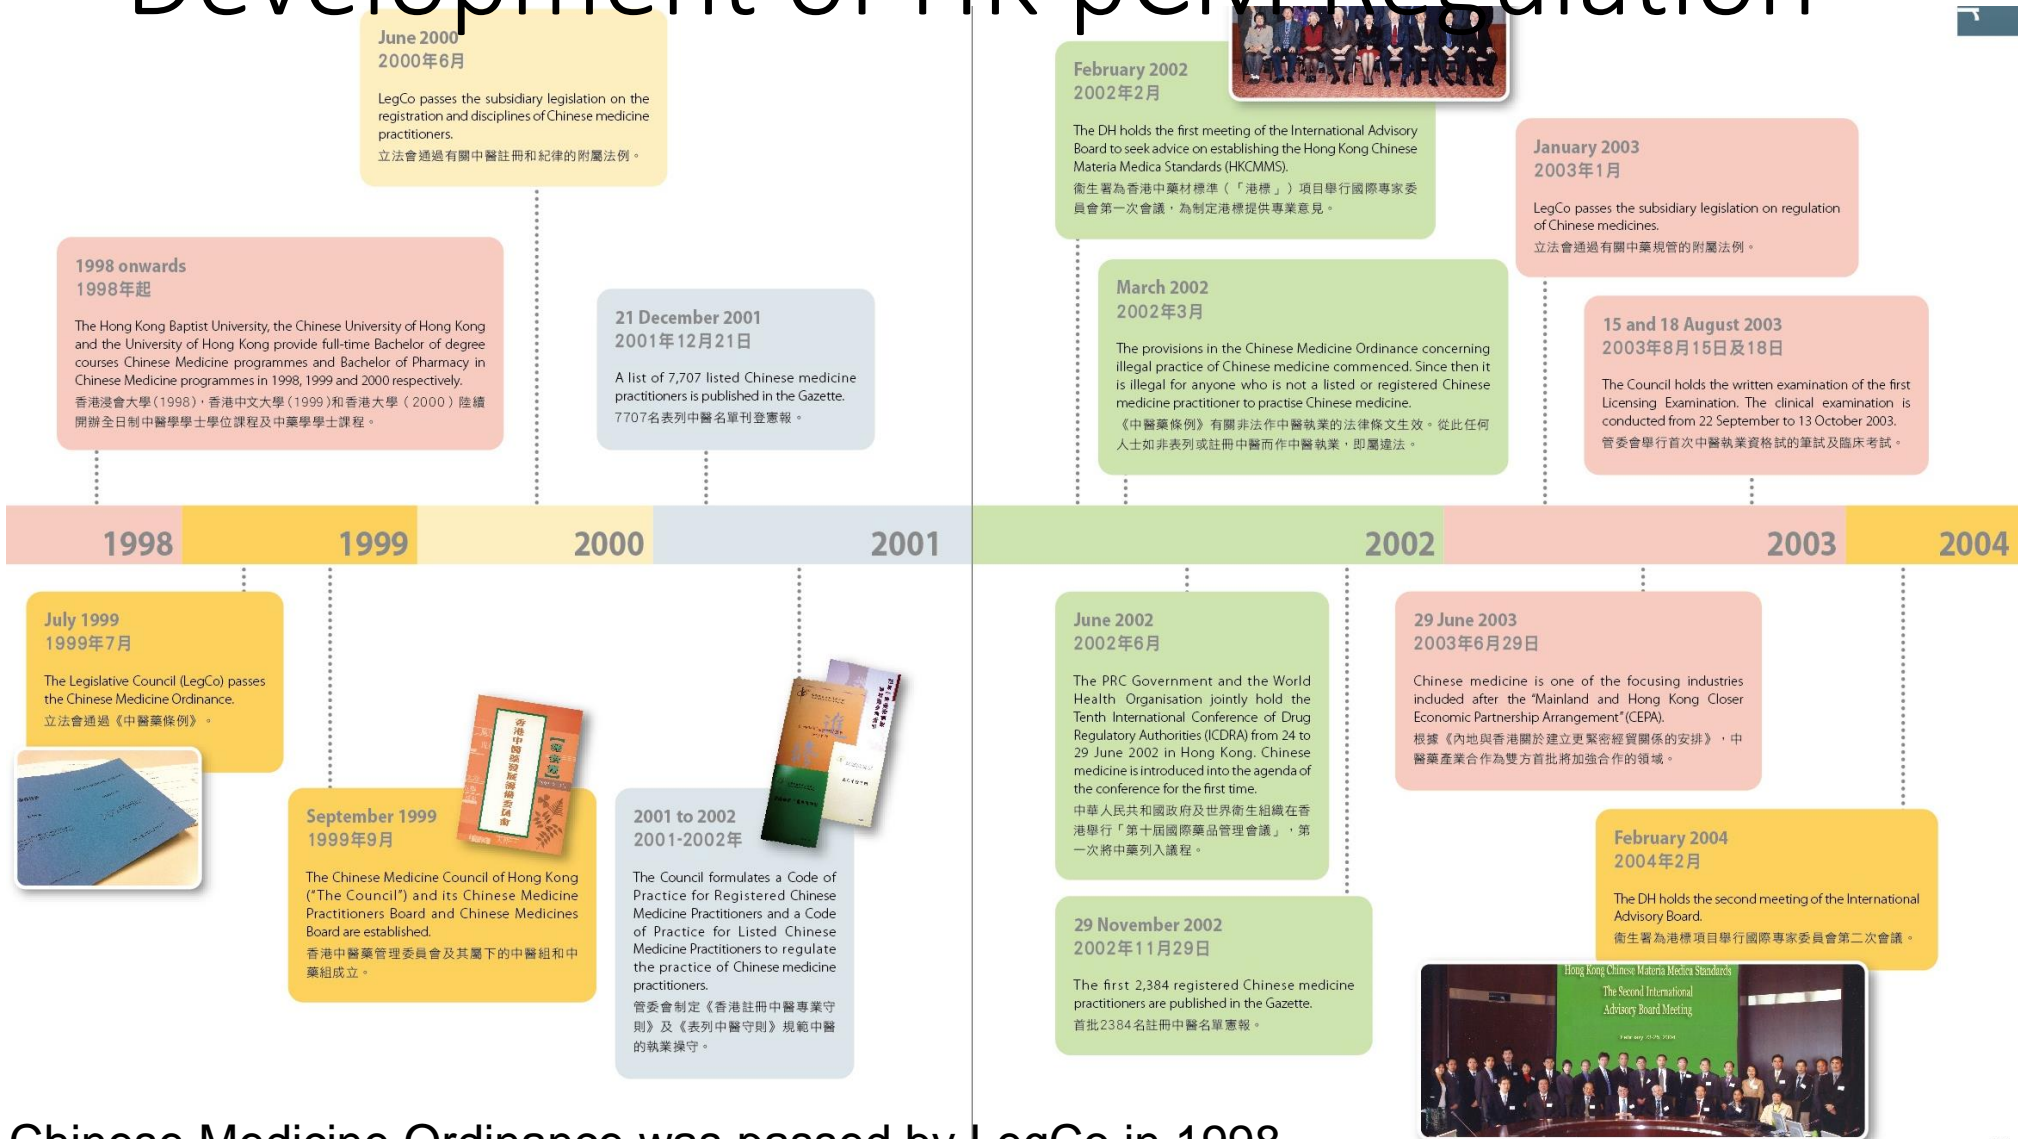 Development of HK pCM Regulation
June 2000
2000年6月
LegCo passes the subsidiary legislation on the
registration and disciplines of Chinese medicine
practitioners.
立法會通過有關中醫註冊和紀律的附屬法例。
1998 onwards
1998年起
The Hong Kong Baptist University, the Chinese University of Hong Kong
and the University of Hong Kong provide full-time Bachelor of degree
courses Chinese Medicine programmes and Bachelor of Pharmacy in
Chinese Medicine programmes in 1998, 1999 and 2000 respectively.
香港浸會大學(1998)，香港中文大學(1999)和香港大學（2000）陸續
開辦全日制中醫學學士學位課程及中藥學學士課程。
21 December 2001
2001年12月21日
A list of 7,707 listed Chinese medicine
practitioners is published in the Gazette.
7707名表列中醫名單刊登憲報。
February 2002
2002年2月
The DH holds the first meeting of the International Advisory
Board to seek advice on establishing the Hong Kong Chinese
Materia Medica Standards (HKCMMS).
衞生署為香港中藥材標準（「港標」）項目舉行國際專家委
員會第一次會議，為制定港標提供專業意見。
March 2002
2002年3月
The provisions in the Chinese Medicine Ordinance concerning
illegal practice of Chinese medicine commenced. Since then it
is illegal for anyone who is not a listed or registered Chinese
medicine practitioner to practise Chinese medicine.
《中醫藥條例》有關非法作中醫執業的法律條文生效。從此任何
人士如非表列或註冊中醫而作中醫執業，即屬違法。
January 2003
2003年1月
LegCo passes the subsidiary legislation on regulation
of Chinese medicines.
立法會通過有關中藥規管的附屬法例。
15 and 18 August 2003
2003年8月15日及18日
The Council holds the written examination of the first
Licensing Examination. The clinical examination is
conducted from 22 September to 13 October 2003.
管委會舉行首次中醫執業資格試的筆試及臨床考試。
1998
1999
2000
2001
2002
2003
2004
July 1999
1999年7月
The Legislative Council (LegCo) passes
the Chinese Medicine Ordinance.
立法會通過《中醫藥條例》。
September 1999
1999年9月
The Chinese Medicine Council of Hong Kong
("The Council") and its Chinese Medicine
Practitioners Board and Chinese Medicines
Board are established.
香港中醫藥管理委員會及其屬下的中醫組和中
藥組成立。
香港中醫藥發展籌備委員會
2001 to 2002
2001-2002年
The Council formulates a Code of
Practice for Registered Chinese
Medicine Practitioners and a Code
of Practice for Listed Chinese
Medicine Practitioners to regulate
the practice of Chinese medicine
practitioners.
管委會制定《香港註冊中醫專業守
則》及《表列中醫守則》規範中醫
的執業操守。
June 2002
2002年6月
The PRC Government and the World
Health Organisation jointly hold the
Tenth International Conference of Drug
Regulatory Authorities (ICDRA) from 24 to
29 June 2002 in Hong Kong. Chinese
medicine is introduced into the agenda of
the conference for the first time.
中華人民共和國政府及世界衛生組織在香
港舉行「第十屆國際藥品管理會議」，第
一次將中藥列入議程。
29 November 2002
2002年11月29日
The first 2,384 registered Chinese medicine
practitioners are published in the Gazette.
首批2384名註冊中醫名單憲報。
29 June 2003
2003年6月29日
Chinese medicine is one of the focusing industries
included after the "Mainland and Hong Kong Closer
Economic Partnership Arrangement" (CEPA).
根據《內地與香港關於建立更緊密經貿關係的安排》，中
醫藥產業合作為雙方首批將加強合作的領域。
February 2004
2004年2月
The DH holds the second meeting of the International
Advisory Board.
衞生署為港標項目舉行國際專家委員會第二次會議。
Hong Kong Chinese Materia Medica Standards
The Second International
Advisory Board Meeting
Chinese Medicine Ordinance was passed by LegCo in 1998